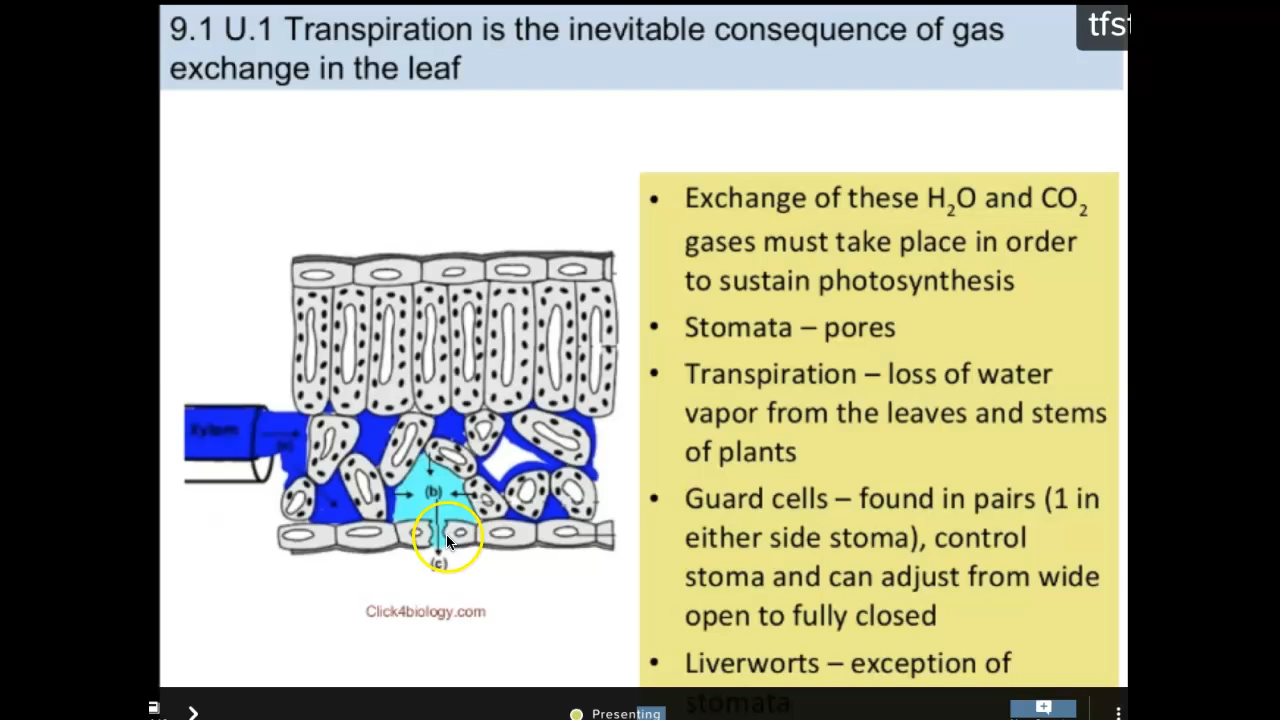 9.1 U.1 Transpiration is the inevitable consequence of gas
exchange in the leaf
tfst
• Exchange of these H₂O and CO₂
gases must take place in order
to sustain photosynthesis
• Stomata – pores
• Transpiration – loss of water
vapor from the leaves and stems
of plants
• Guard cells – found in pairs (1 in
either side stoma), control
stoma and can adjust from wide
open to fully closed
• Liverworts – exception of
stomata
Xylem
(a)
(b)
(c)
Click4biology.com
Presenting